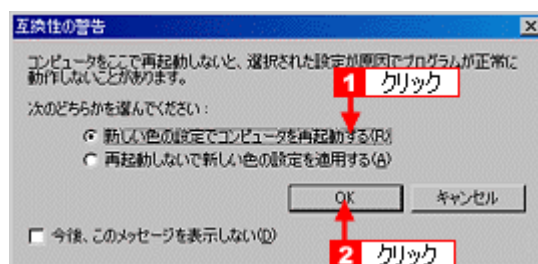 互換性の警告
コンピュータをここで再起動しないと、選択された設定が原因でプログラムが正常に
動作しないことがあります。
1 クリック
次のどちらかを選んでください：
新しい色の設定でコンピュータを再起動する(R)
再起動しないで新しい色の設定を適用する(A)
OK
キャンセル
今後、このメッセージを表示しない(D)
2 クリック